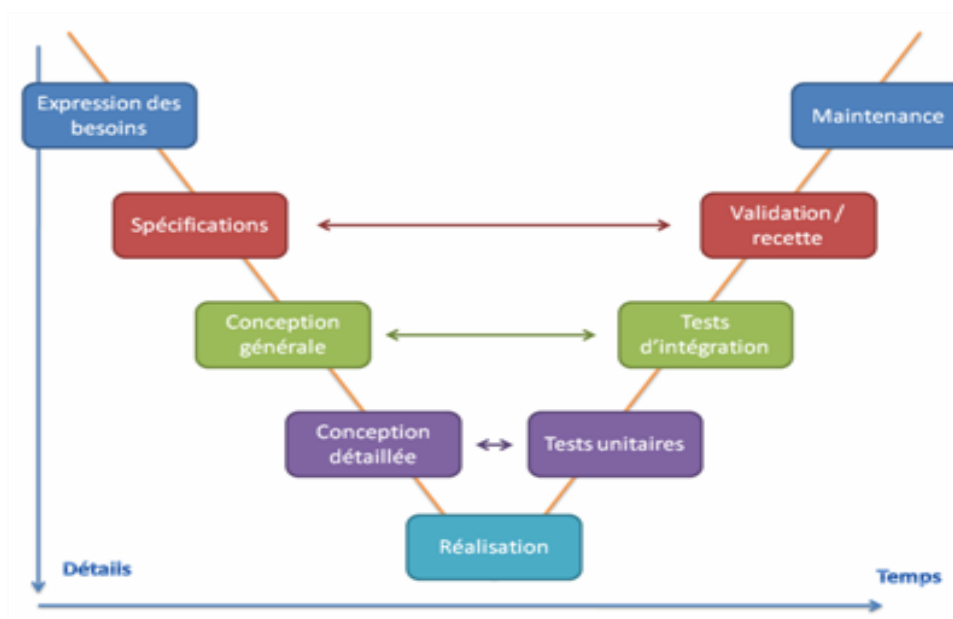 Expression des
besoins
Maintenance
Spécifications
Validation /
recette
Conception
générale
Tests
d'intégration
Conception
détaillée
Tests unitaires
Réalisation
Détails
Temps